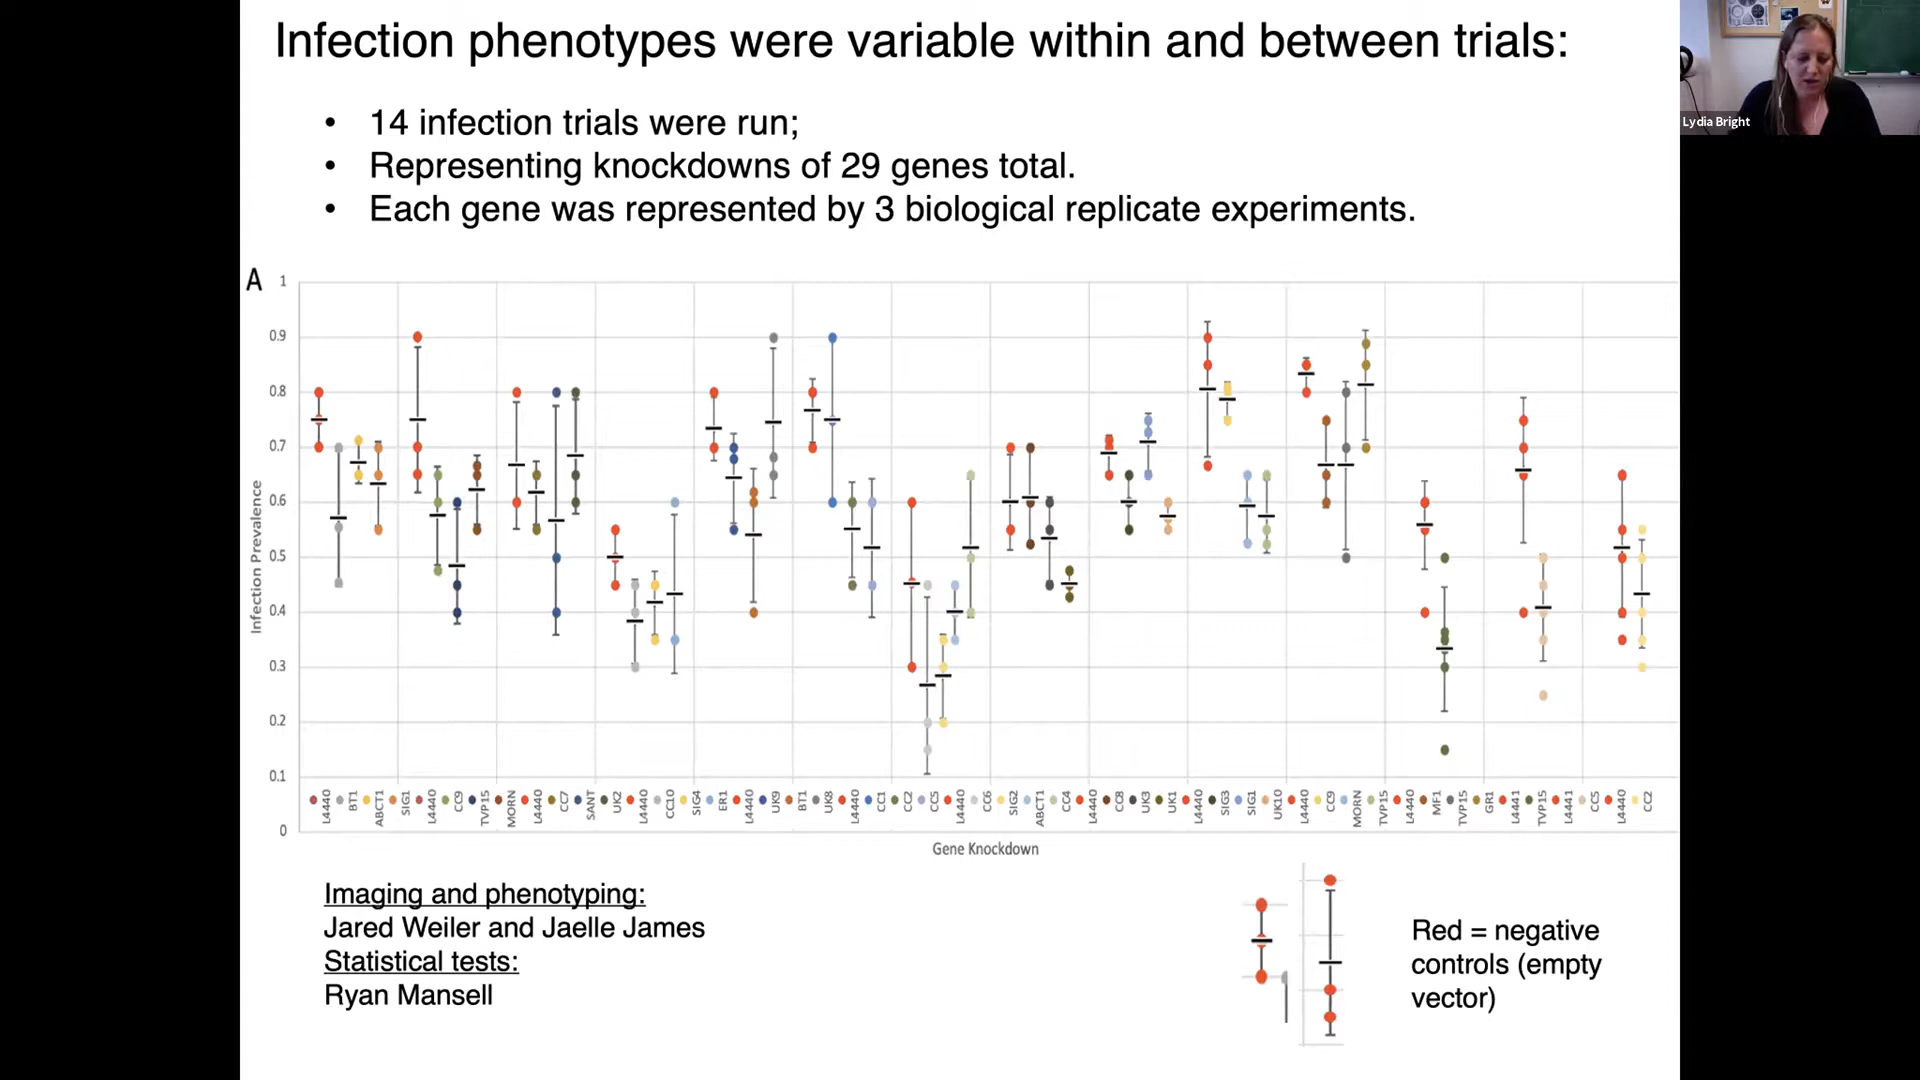 Infection phenotypes were variable within and between trials:
• 14 infection trials were run;
• Representing knockdowns of 29 genes total.
• Each gene was represented by 3 biological replicate experiments.
Lydia Bright
A
1
0.9
0.8
0.7
0.6
0.5
0.4
0.3
0.2
0.1
0
Infection Prevalence
L4440
BT1
ABCT1
SIG1
L4440
CC9
TVP15
MORN
L4440
CC7
SANT
UK2
L4440
CC10
SIG4
ER1
L4440
UK9
BT1
UK8
L4440
CC1
CC2
CC5
L4440
CC6
SIG2
ABCT1
CC4
L4440
CC8
UK3
UK1
L4440
SIG3
SIG1
UK10
L4440
CC9
MORN
TVP15
L4440
MF1
TVP15
GR1
L4441
TVP15
L4441
CC5
L4440
CC2
Gene Knockdown
Imaging and phenotyping:
Jared Weiler and Jaelle James
Statistical tests:
Ryan Mansell
Red = negative
controls (empty
vector)